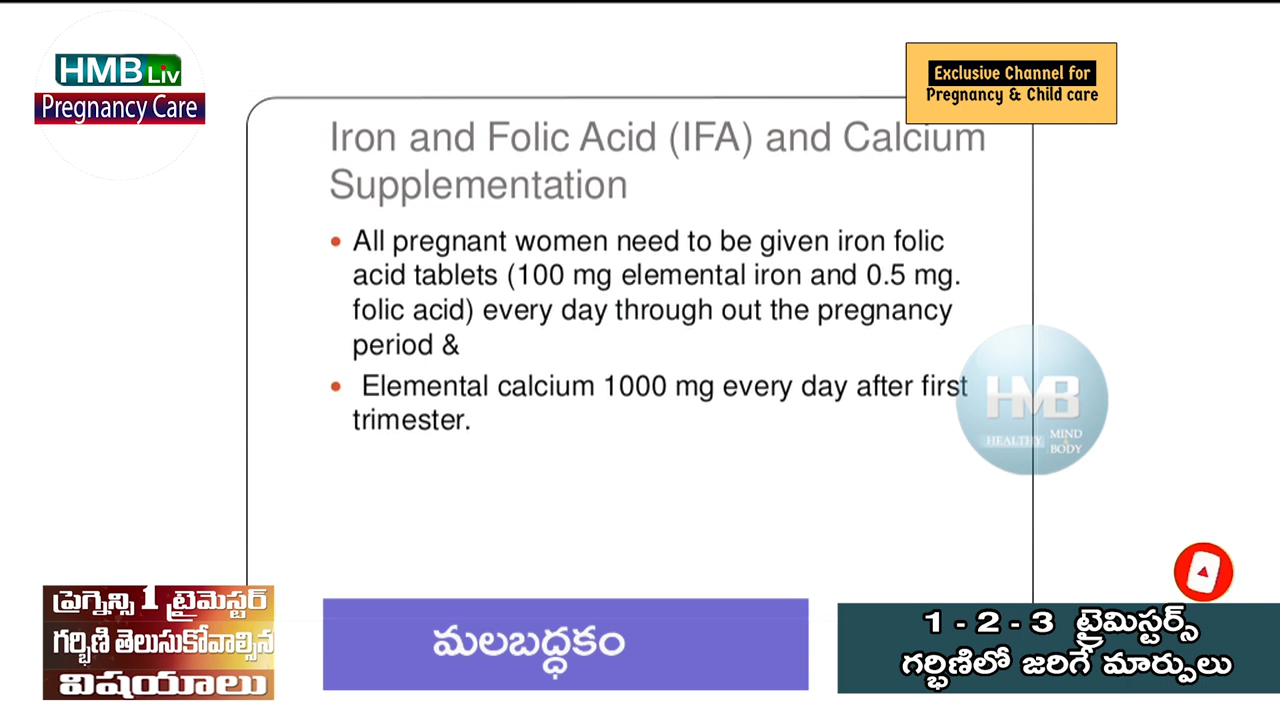 HMB Liv
Pregnancy Care
Exclusive Channel for
Pregnancy & Child care
Iron and Folic Acid (IFA) and Calcium
Supplementation
• All pregnant women need to be given iron folic
acid tablets (100 mg elemental iron and 0.5 mg.
folic acid) every day through out the pregnancy
period &
• Elemental calcium 1000 mg every day after first
trimester.
HMB
HEALTHY MIND
& BODY
ప్రెగ్నెన్సి 1 ట్రైమెస్టర్
గర్భిణి తెలుసుకోవాల్సిన
విషయాలు
మలబద్ధకం
1 - 2 - 3 ట్రైమిస్టర్స్
గర్భిణిలో జరిగే మార్పులు